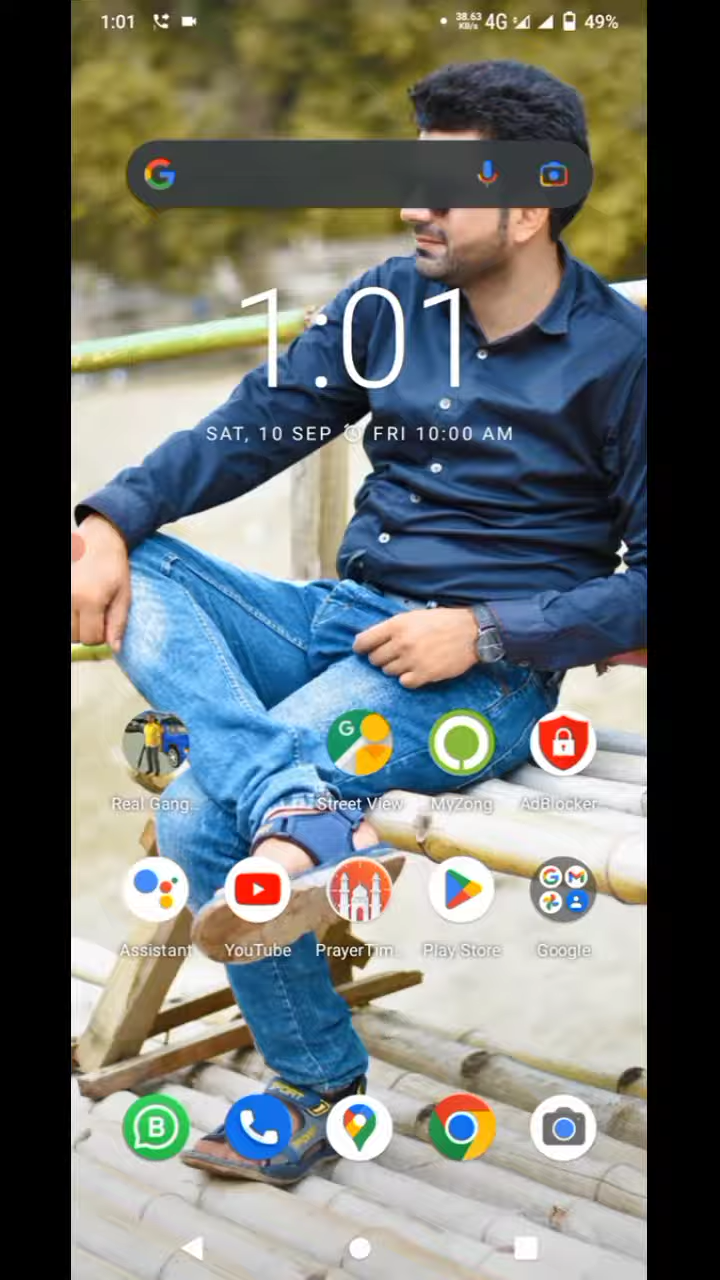 1:01 38.63 KB/s 4G 49%
1:01
SAT, 10 SEP FRI 10:00 AM
Real Gang.. Street View MyZong AdBlocker
Assistant YouTube PrayerTim.. Play Store Google